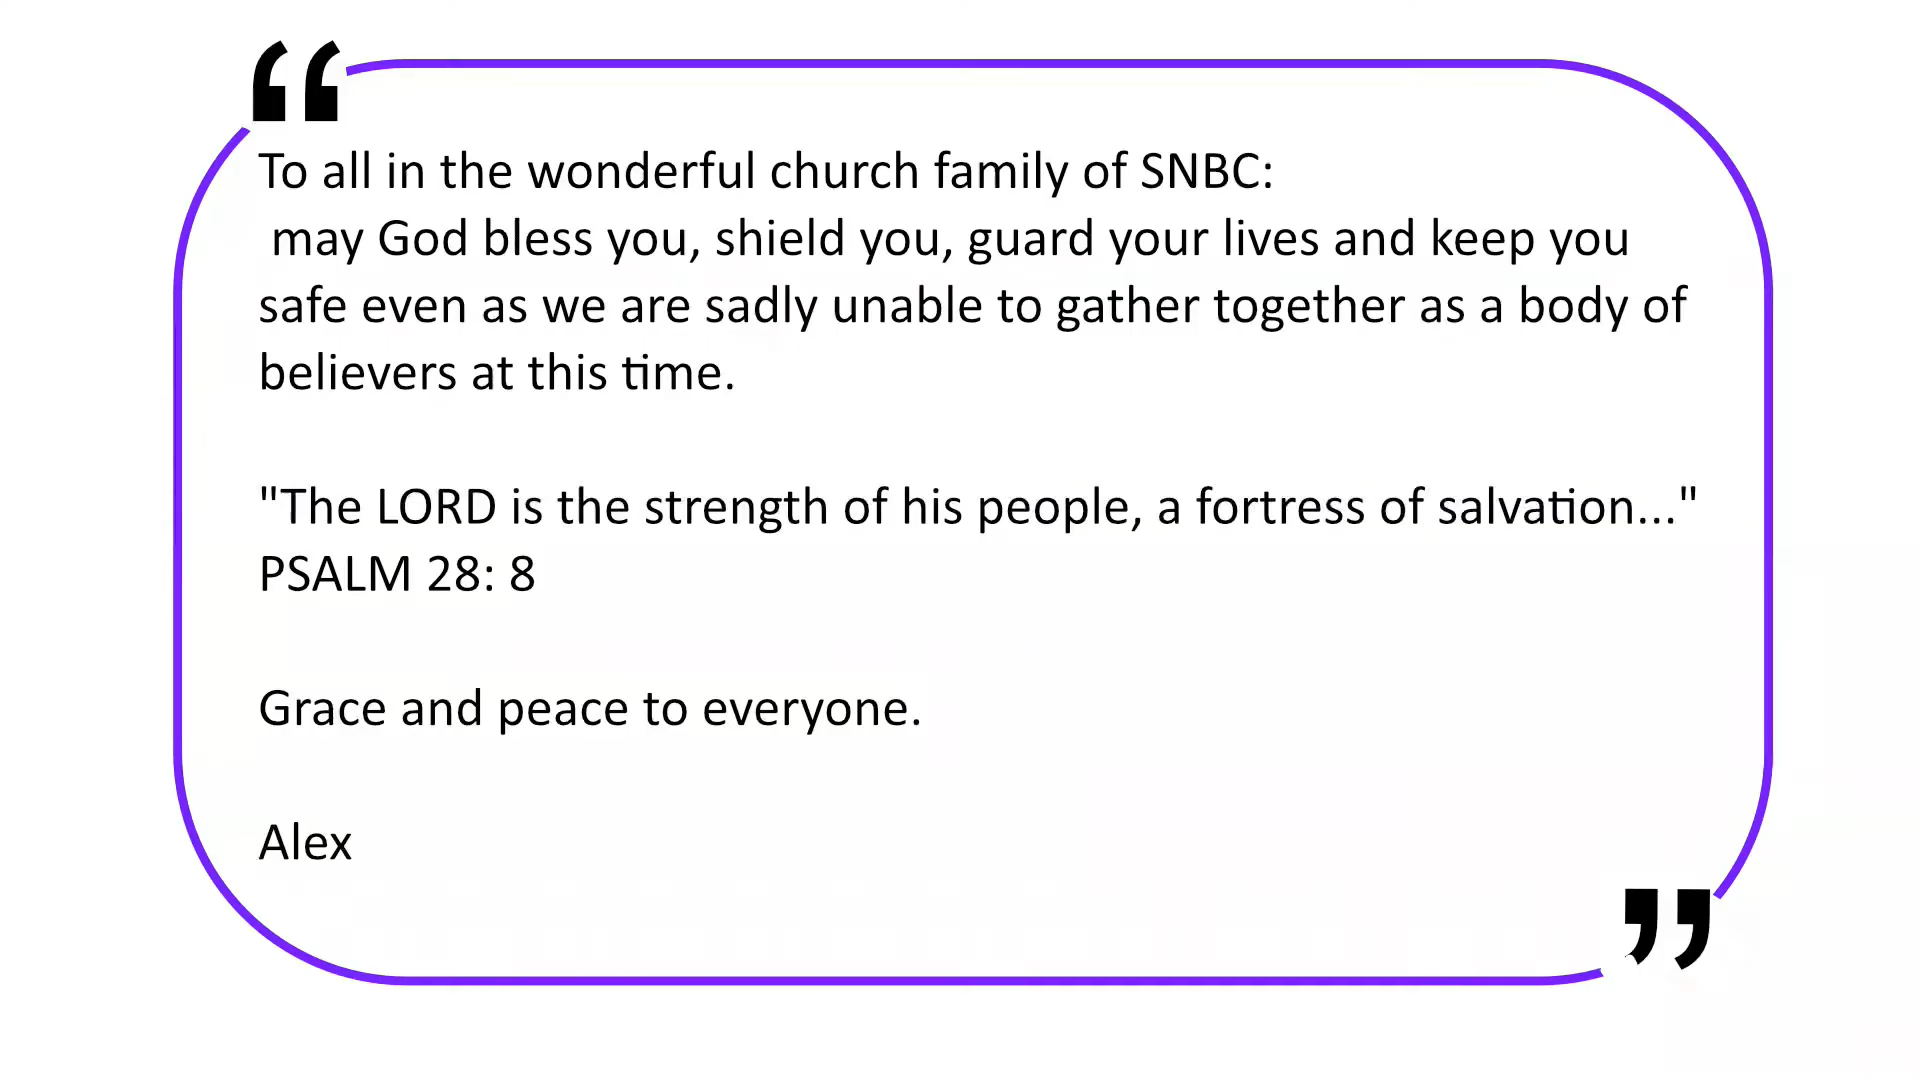 “
To all in the wonderful church family of SNBC:
may God bless you, shield you, guard your lives and keep you
safe even as we are sadly unable to gather together as a body of
believers at this time.
"The LORD is the strength of his people, a fortress of salvation..."
PSALM 28: 8
Grace and peace to everyone.
Alex
”